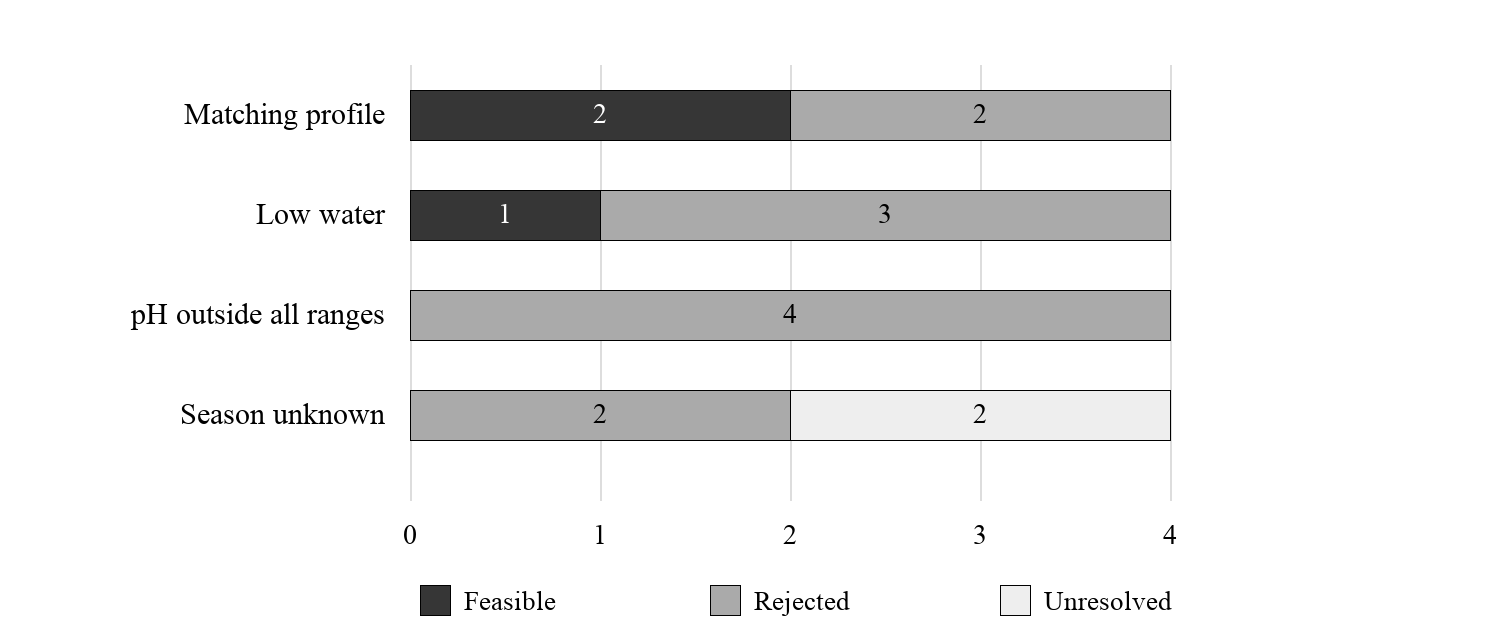 Matching profile 2 2
Low water 1 3
pH outside all ranges 4
Season unknown 2 2
0 1 2 3 4
Feasible Rejected Unresolved